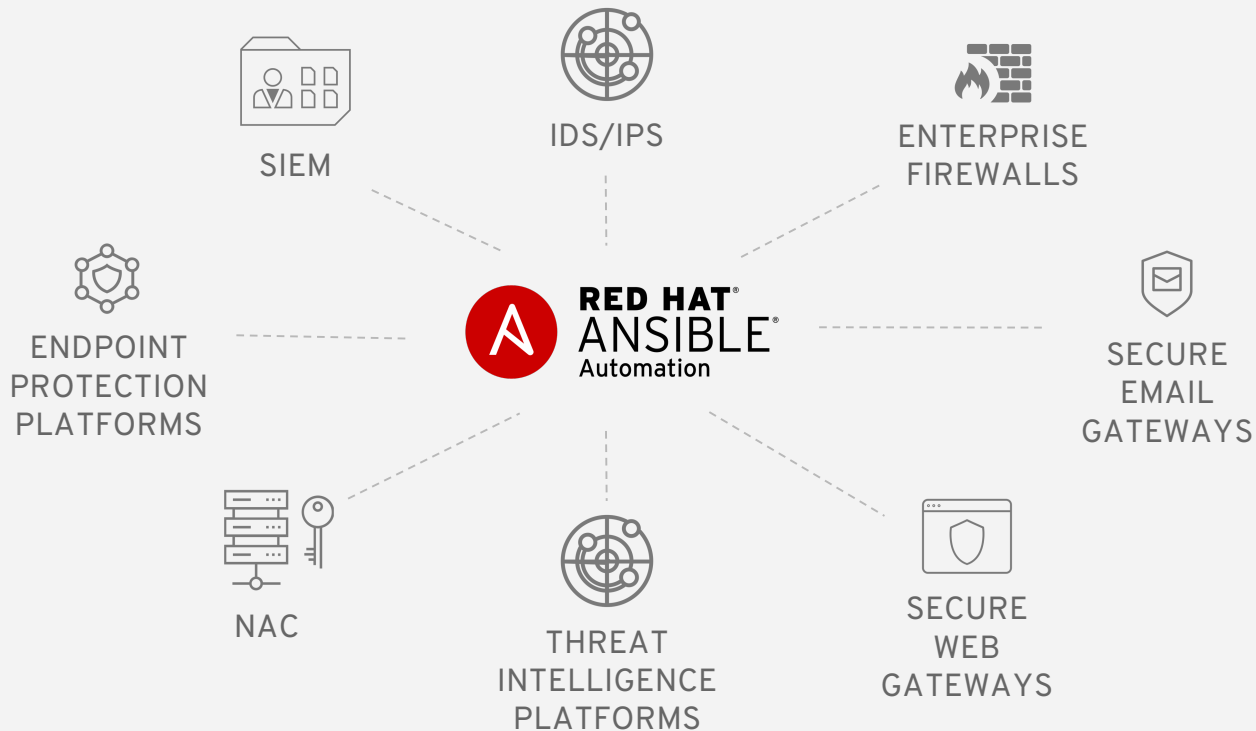 IDS/IPS
SIEM
ENTERPRISE
FIREWALLS
RED HAT®
ANSIBLE®
Automation
ENDPOINT
PROTECTION
PLATFORMS
SECURE
EMAIL
GATEWAYS
NAC
THREAT
INTELLIGENCE
PLATFORMS
SECURE
WEB
GATEWAYS